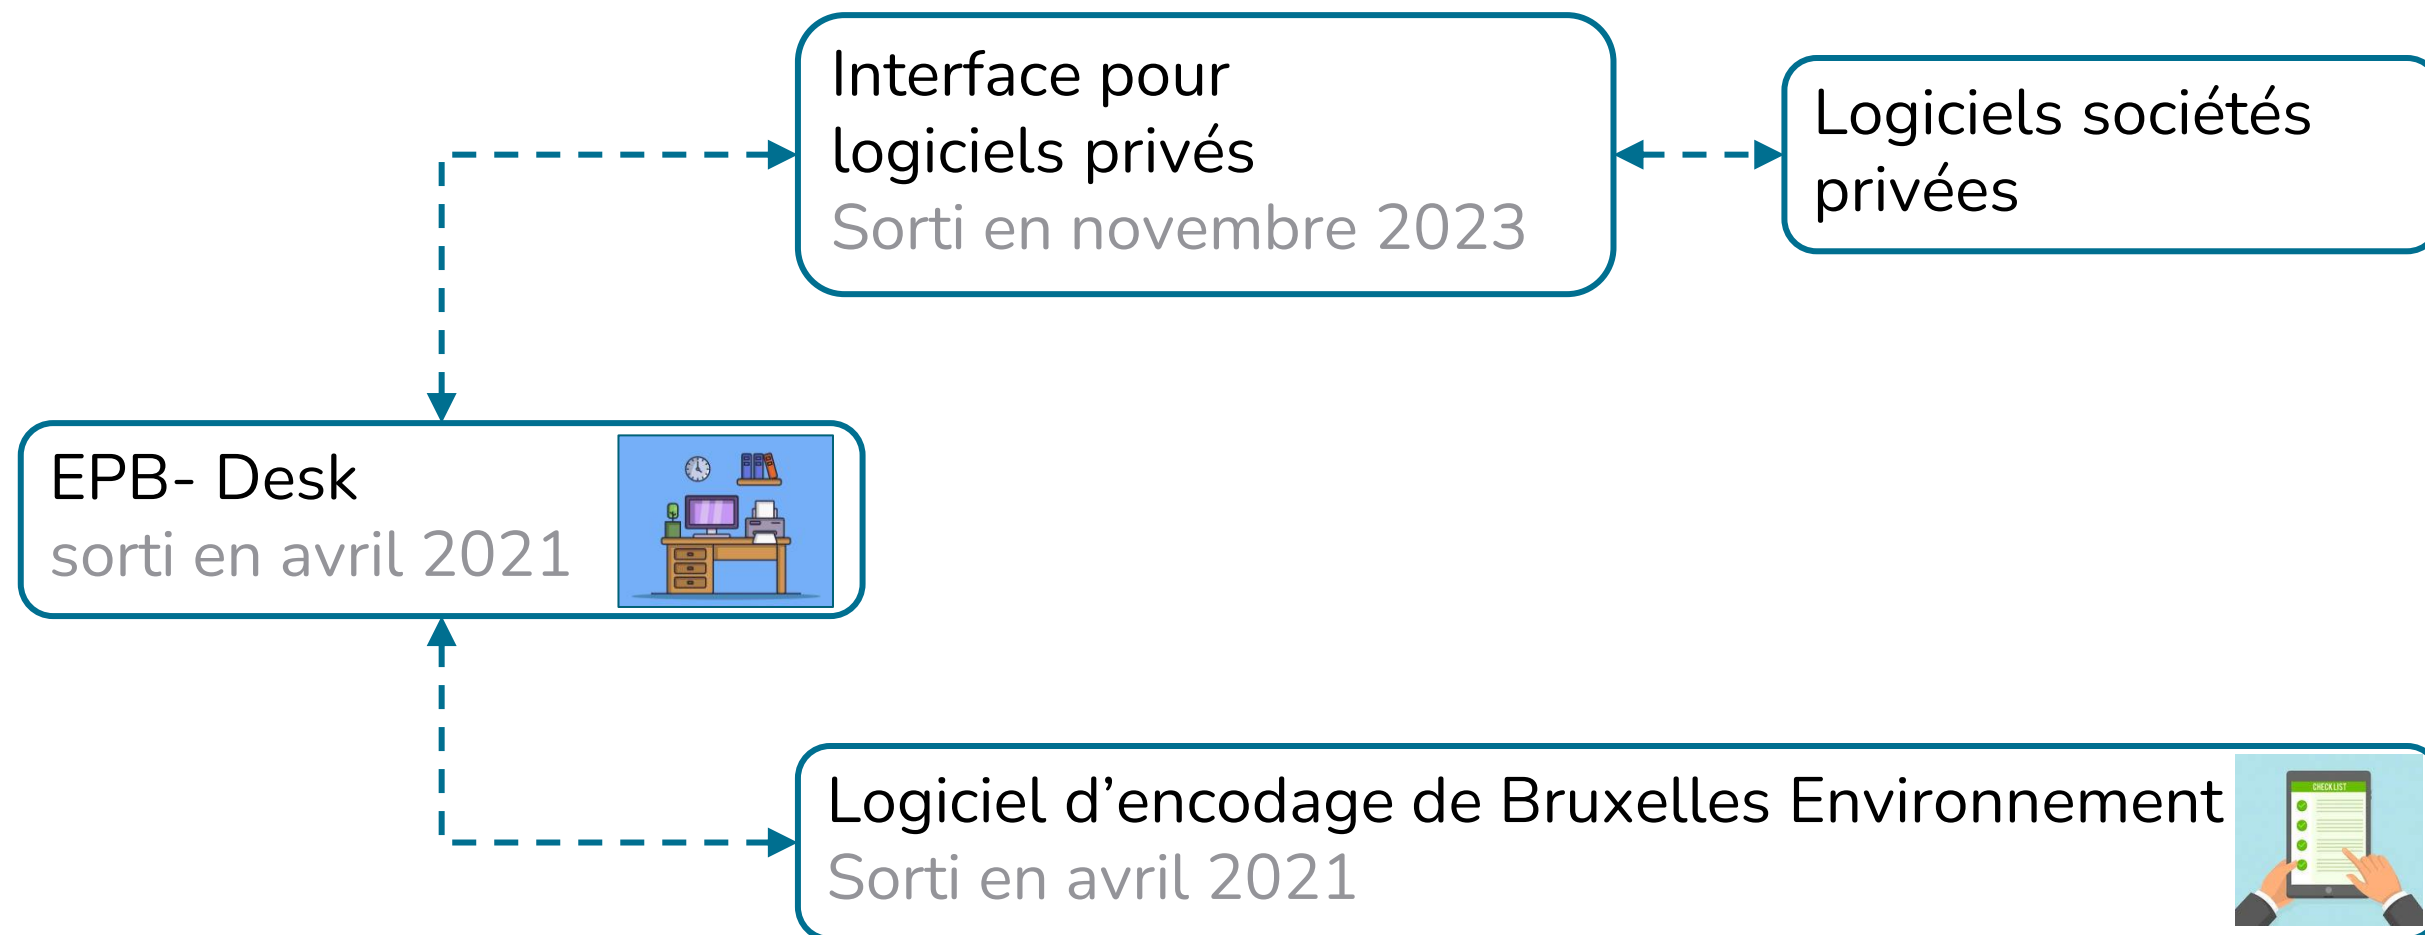 Interface pour
logiciels privés
Sorti en novembre 2023
Logiciels sociétés
privées
EPB- Desk
sorti en avril 2021
Logiciel d’encodage de Bruxelles Environnement
Sorti en avril 2021
CHECKLIST